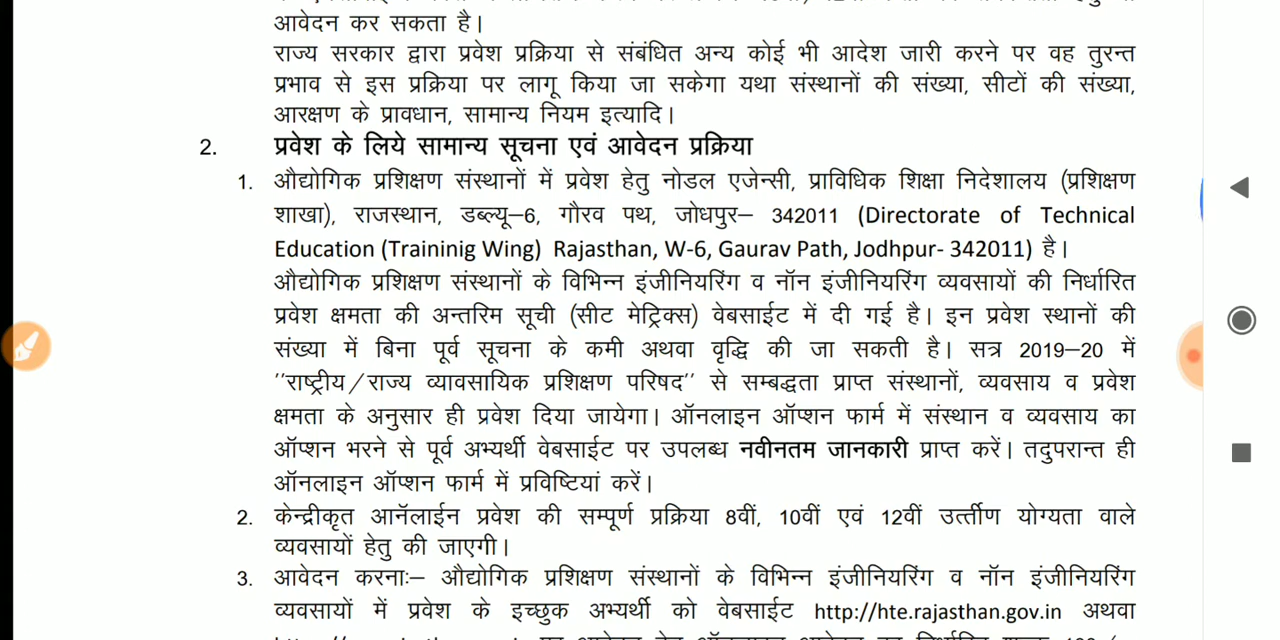 आवेदन कर सकता है।
राज्य सरकार द्वारा प्रवेश प्रक्रिया से संबंधित अन्य कोई भी आदेश जारी करने पर वह तुरन्त
प्रभाव से इस प्रक्रिया पर लागू किया जा सकेगा यथा संस्थानों की संख्या, सीटों की संख्या,
आरक्षण के प्रावधान, सामान्य नियम इत्यादि।
2. प्रवेश के लिये सामान्य सूचना एवं आवेदन प्रक्रिया
1. औद्योगिक प्रशिक्षण संस्थानों में प्रवेश हेतु नोडल एजेन्सी, प्राविधिक शिक्षा निदेशालय (प्रशिक्षण
शाखा), राजस्थान, डब्ल्यू–6, गौरव पथ, जोधपुर– 342011 (Directorate of Technical
Education (Traininig Wing) Rajasthan, W-6, Gaurav Path, Jodhpur- 342011) है।
औद्योगिक प्रशिक्षण संस्थानों के विभिन्न इंजीनियरिंग व नॉन इंजीनियरिंग व्यवसायों की निर्धारित
प्रवेश क्षमता की अन्तरिम सूची (सीट मेट्रिक्स) वेबसाईट में दी गई है। इन प्रवेश स्थानों की
संख्या में बिना पूर्व सूचना के कमी अथवा वृद्धि की जा सकती है। सत्र 2019–20 में
''राष्ट्रीय/राज्य व्यावसायिक प्रशिक्षण परिषद'' से सम्बद्धता प्राप्त संस्थानों, व्यवसाय व प्रवेश
क्षमता के अनुसार ही प्रवेश दिया जायेगा। ऑनलाइन ऑप्शन फार्म में संस्थान व व्यवसाय का
ऑप्शन भरने से पूर्व अभ्यर्थी वेबसाईट पर उपलब्ध नवीनतम जानकारी प्राप्त करें। तदुपरान्त ही
ऑनलाइन ऑप्शन फार्म में प्रविष्टियां करें।
2. केन्द्रीकृत आनॅलाईन प्रवेश की सम्पूर्ण प्रक्रिया 8वीं, 10वीं एवं 12वीं उर्त्तीण योग्यता वाले
व्यवसायों हेतु की जाएगी।
3. आवेदन करनाः– औद्योगिक प्रशिक्षण संस्थानों के विभिन्न इंजीनियरिंग व नॉन इंजीनियरिंग
व्यवसायों में प्रवेश के इच्छुक अभ्यर्थी को वेबसाईट http://hte.rajasthan.gov.in अथवा